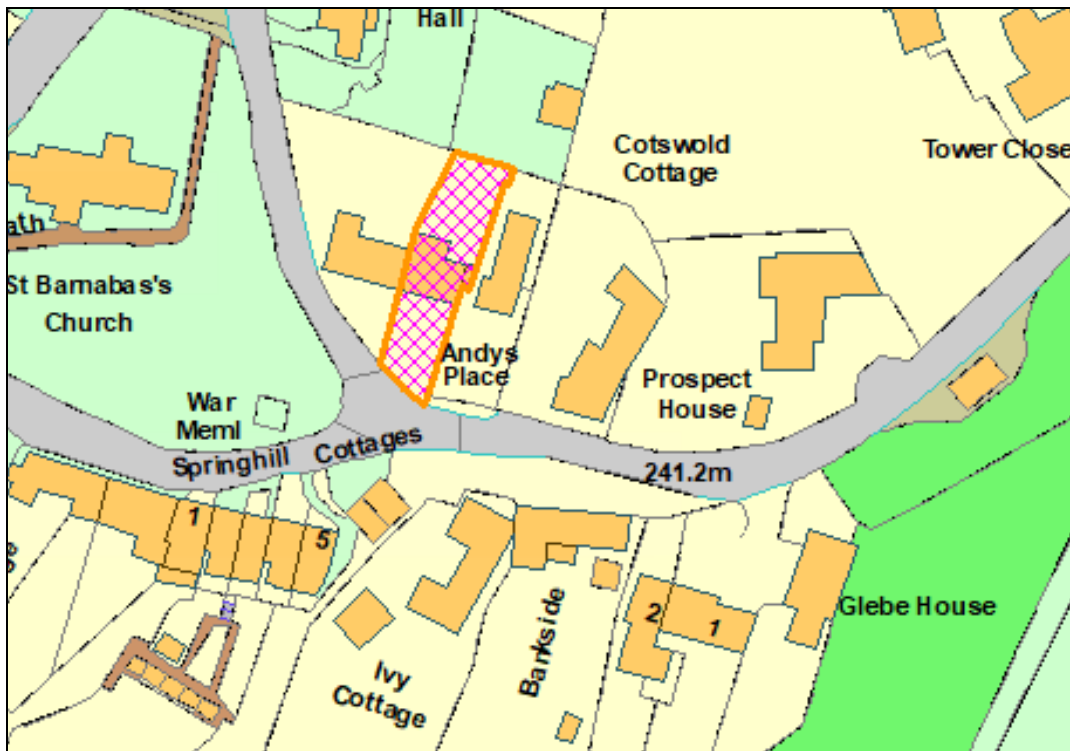 Hall
Cotswold
Cottage
Tower Close
ath
St Barnabas's
Church
Andys
Place
Prospect
House
War
Meml
Springhill Cottages
241.2m
1
5
2
1
Glebe House
Bankside
Ivy
Cottage